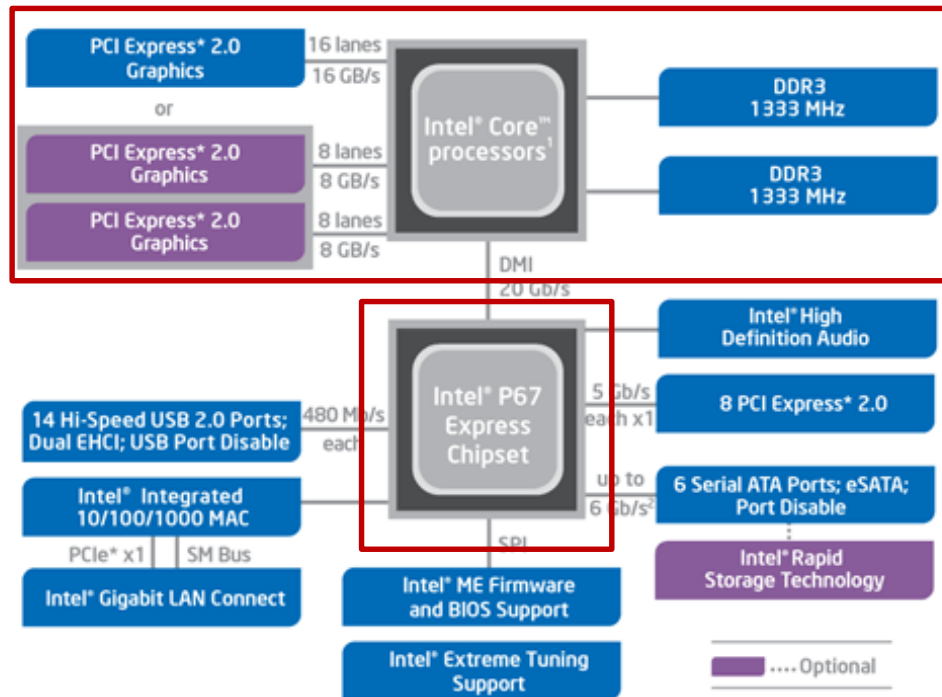 PCI Express* 2.0
Graphics
16 lanes
16 GB/s
or
PCI Express* 2.0
Graphics
8 lanes
8 GB/s
PCI Express* 2.0
Graphics
8 lanes
8 GB/s
Intel® Core™
processors¹
DDR3
1333 MHz
DDR3
1333 MHz
DMI
20 Gb/s
Intel® P67
Express
Chipset
Intel® High
Definition Audio
5 Gb/s
each x1
8 PCI Express* 2.0
14 Hi-Speed USB 2.0 Ports;
Dual EHCI; USB Port Disable
480 Mb/s
each
up to
6 Gb/s²
6 Serial ATA Ports; eSATA;
Port Disable
Intel® Integrated
10/100/1000 MAC
PCIe* x1
SM Bus
Intel® Gigabit LAN Connect
SPI
Intel® ME Firmware
and BIOS Support
Intel® Rapid
Storage Technology
Intel® Extreme Tuning
Support
Optional